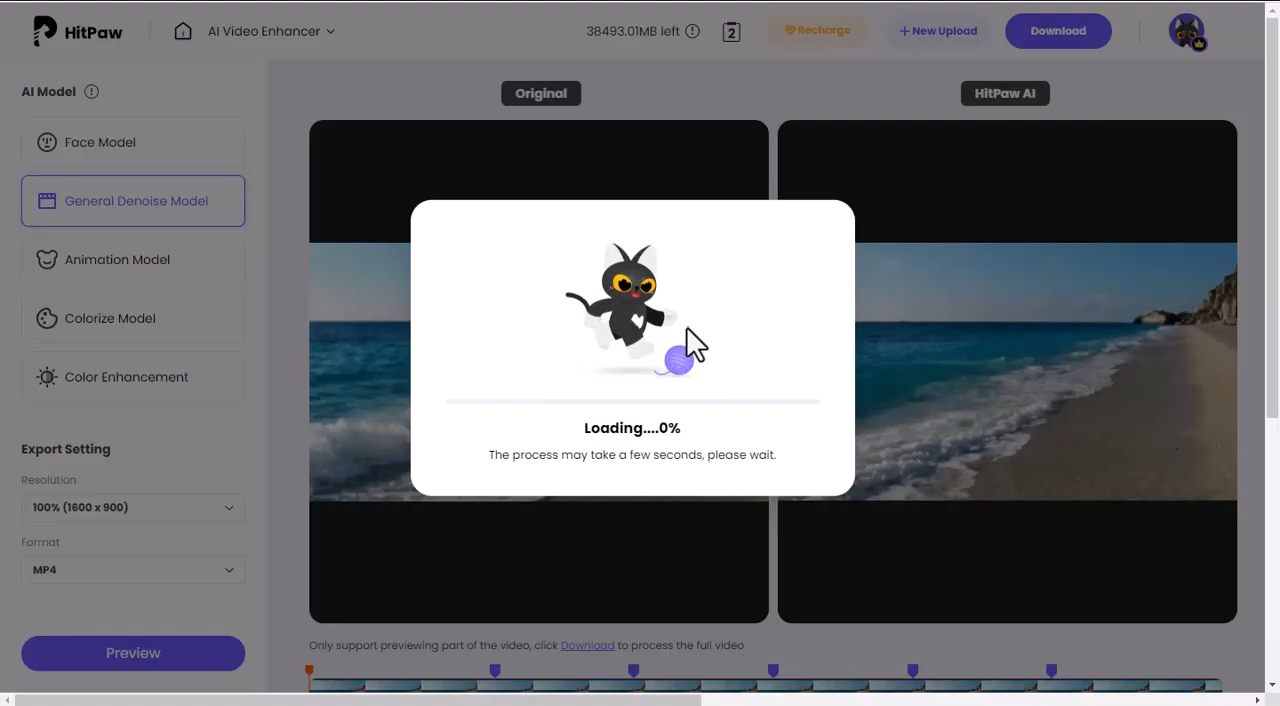 HitPaw
AI Video Enhancer
38493.01MB left
2
Recharge
+ New Upload
Download
AI Model
Original
HitPaw AI
Face Model
General Denoise Model
Animation Model
Colorize Model
Color Enhancement
Loading....0%
The process may take a few seconds, please wait.
Export Setting
Resolution
100% (1600 x 900)
Format
MP4
Preview
Only support previewing part of the video, click Download to process the full video